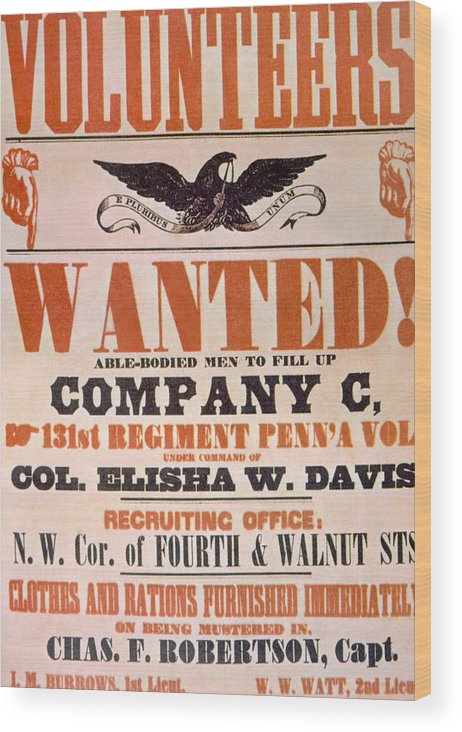 VOLUNTEERS
E PLURIBUS UNUM
WANTED!
ABLE-BODIED MEN TO FILL UP
COMPANY C,
131st REGIMENT PENN'A VOL
UNDER COMMAND OF
COL. ELISHA W. DAVIS
RECRUITING OFFICE:
N. W. Cor. of FOURTH & WALNUT STS
CLOTHES AND RATIONS FURNISHED IMMEDIATELY
ON BEING MUSTERED IN.
CHAS. F. ROBERTSON, Capt.
I. M. BURROWS, 1st Lieut. W. W. WATT, 2nd Lieu